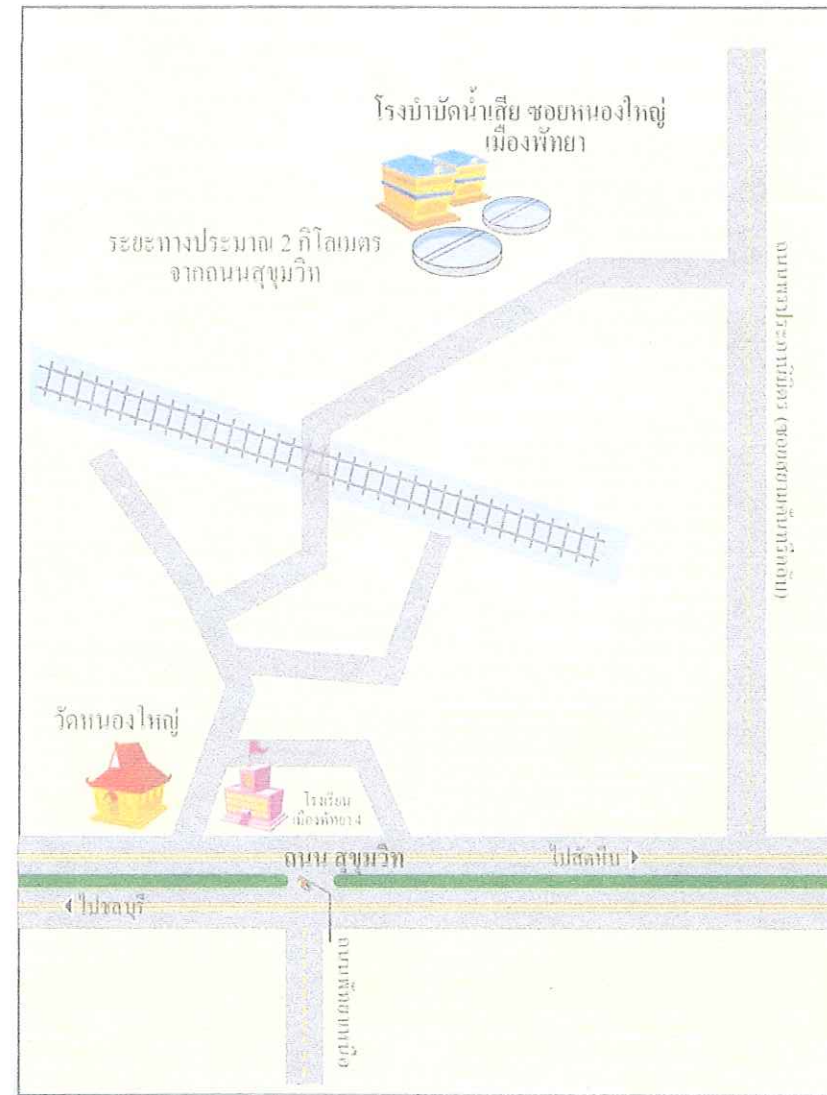 โรงบำบัดน้ำเสีย ซอยหนองใหญ่
เมืองพัทยา
ระยะทางประมาณ 2 กิโลเมตร
จากถนนสุขุมวิท
วัดหนองใหญ่
โรงเรียน
เมืองพัทยา 4
ถนน สุขุมวิท
ไปสัตหีบ
ไปชลบุรี
ถนนพัทยาเหนือ